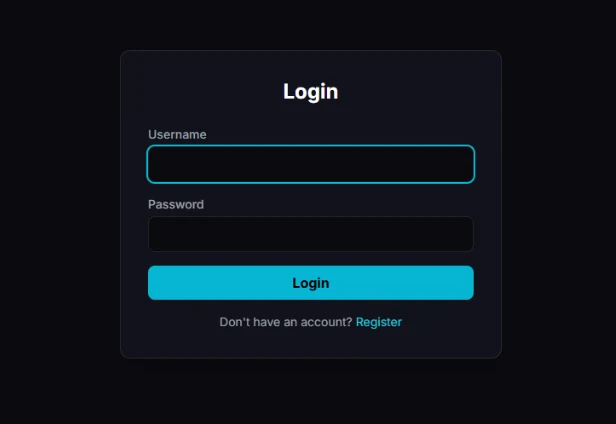 Login
Username
Password
Login
Don't have an account? Register